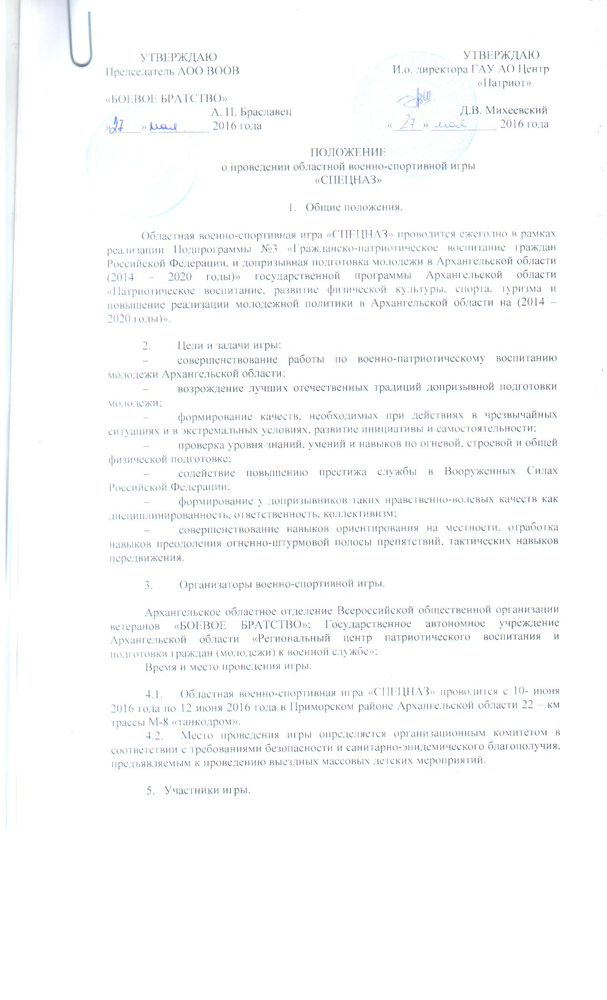 УТВЕРЖДАЮ
Председатель АОО ВООВ
«БОЕВОЕ БРАТСТВО»
А. П. Браславец
«27» мая 2016 года
УТВЕРЖДАЮ
И.о. директора ГАУ АО Центр
«Патриот»
Д.В. Михеевский
«27» мая 2016 года
ПОЛОЖЕНИЕ
о проведении областной военно-спортивной игры
«СПЕЦНАЗ»
1. Общие положения.
Областная военно-спортивная игра «СПЕЦНАЗ» проводится ежегодно в рамках
реализации Подпрограммы №3 «Гражданско-патриотическое воспитание граждан
Российской Федерации, и допризывная подготовка молодежи в Архангельской области
(2014 – 2020 годы)» государственной программы Архангельской области
«Патриотическое воспитание, развитие физической культуры, спорта, туризма и
повышение реализации молодежной политики в Архангельской области на (2014 –
2020 годы)».
2. Цели и задачи игры:
– совершенствование работы по военно-патриотическому воспитанию
молодежи Архангельской области;
– возрождение лучших отечественных традиций допризывной подготовки
молодежи;
– формирование качеств, необходимых при действиях в чрезвычайных
ситуациях и в экстремальных условиях, развитие инициативы и самостоятельности;
– проверка уровня знаний, умений и навыков по огневой, строевой и общей
физической подготовке;
– содействие повышению престижа службы в Вооруженных Силах
Российской Федерации;
– формирование у допризывников таких нравственно-волевых качеств как
дисциплинированность, ответственность, коллективизм;
– совершенствование навыков ориентирования на местности, отработка
навыков преодоления огненно-штурмовой полосы препятствий, тактических навыков
передвижения.
3. Организаторы военно-спортивной игры.
Архангельское областное отделение Всероссийской общественной организации
ветеранов «БОЕВОЕ БРАТСТВО»; Государственное автономное учреждение
Архангельской области «Региональный центр патриотического воспитания и
подготовки граждан (молодежи) к военной службе»;
Время и место проведения игры.
4.1. Областная военно-спортивная игра «СПЕЦНАЗ» проводится с 10- июня
2016 года по 12 июня 2016 года в Приморском районе Архангельской области 22 – км
трассы М-8 «танкодром».
4.2. Место проведения игры определяется организационным комитетом в
соответствии с требованиями безопасности и санитарно-эпидемического благополучия,
предъявляемым к проведению выездных массовых детских мероприятий.
5. Участники игры.